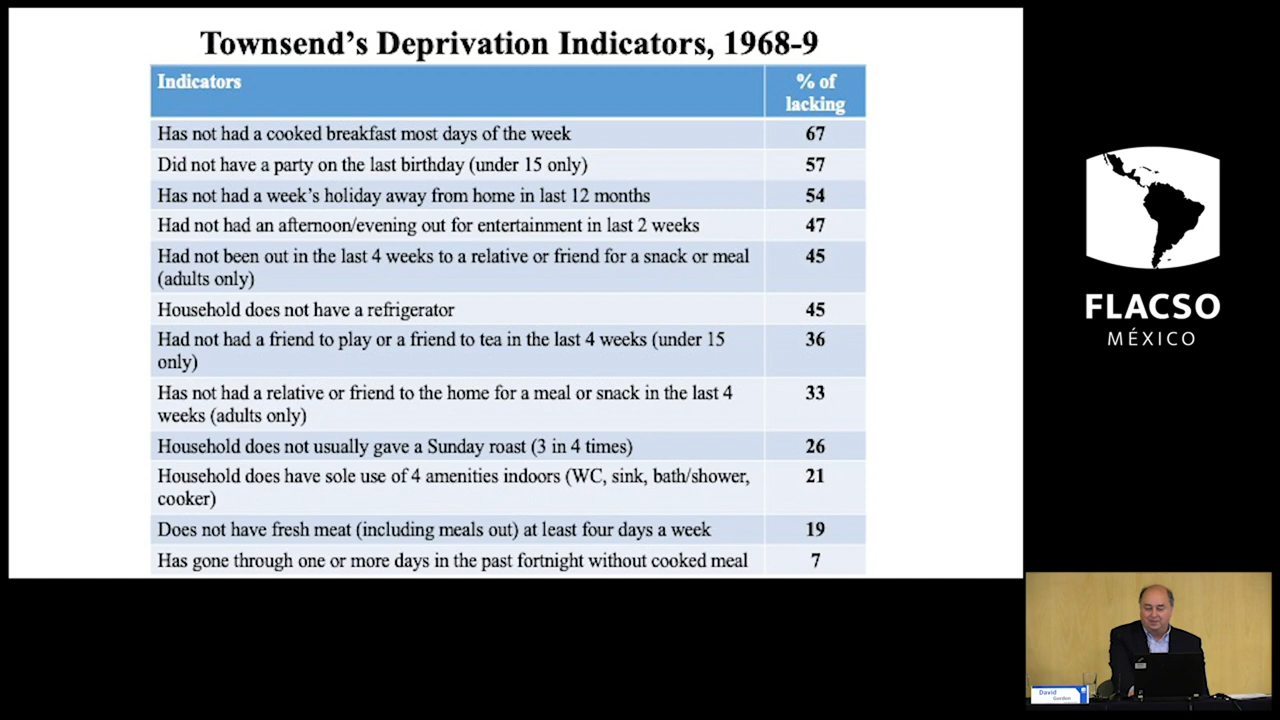 Townsend's Deprivation Indicators, 1968-9
Indicators
% of
lacking
Has not had a cooked breakfast most days of the week
67
Did not have a party on the last birthday (under 15 only)
57
Has not had a week's holiday away from home in last 12 months
54
Had not had an afternoon/evening out for entertainment in last 2 weeks
47
Had not been out in the last 4 weeks to a relative or friend for a snack or meal
(adults only)
45
Household does not have a refrigerator
45
Had not had a friend to play or a friend to tea in the last 4 weeks (under 15
only)
36
Has not had a relative or friend to the home for a meal or snack in the last 4
weeks (adults only)
33
Household does not usually gave a Sunday roast (3 in 4 times)
26
Household does have sole use of 4 amenities indoors (WC, sink, bath/shower,
cooker)
21
Does not have fresh meat (including meals out) at least four days a week
19
Has gone through one or more days in the past fortnight without cooked meal
7
FLACSO
MÉXICO
David
Gordon